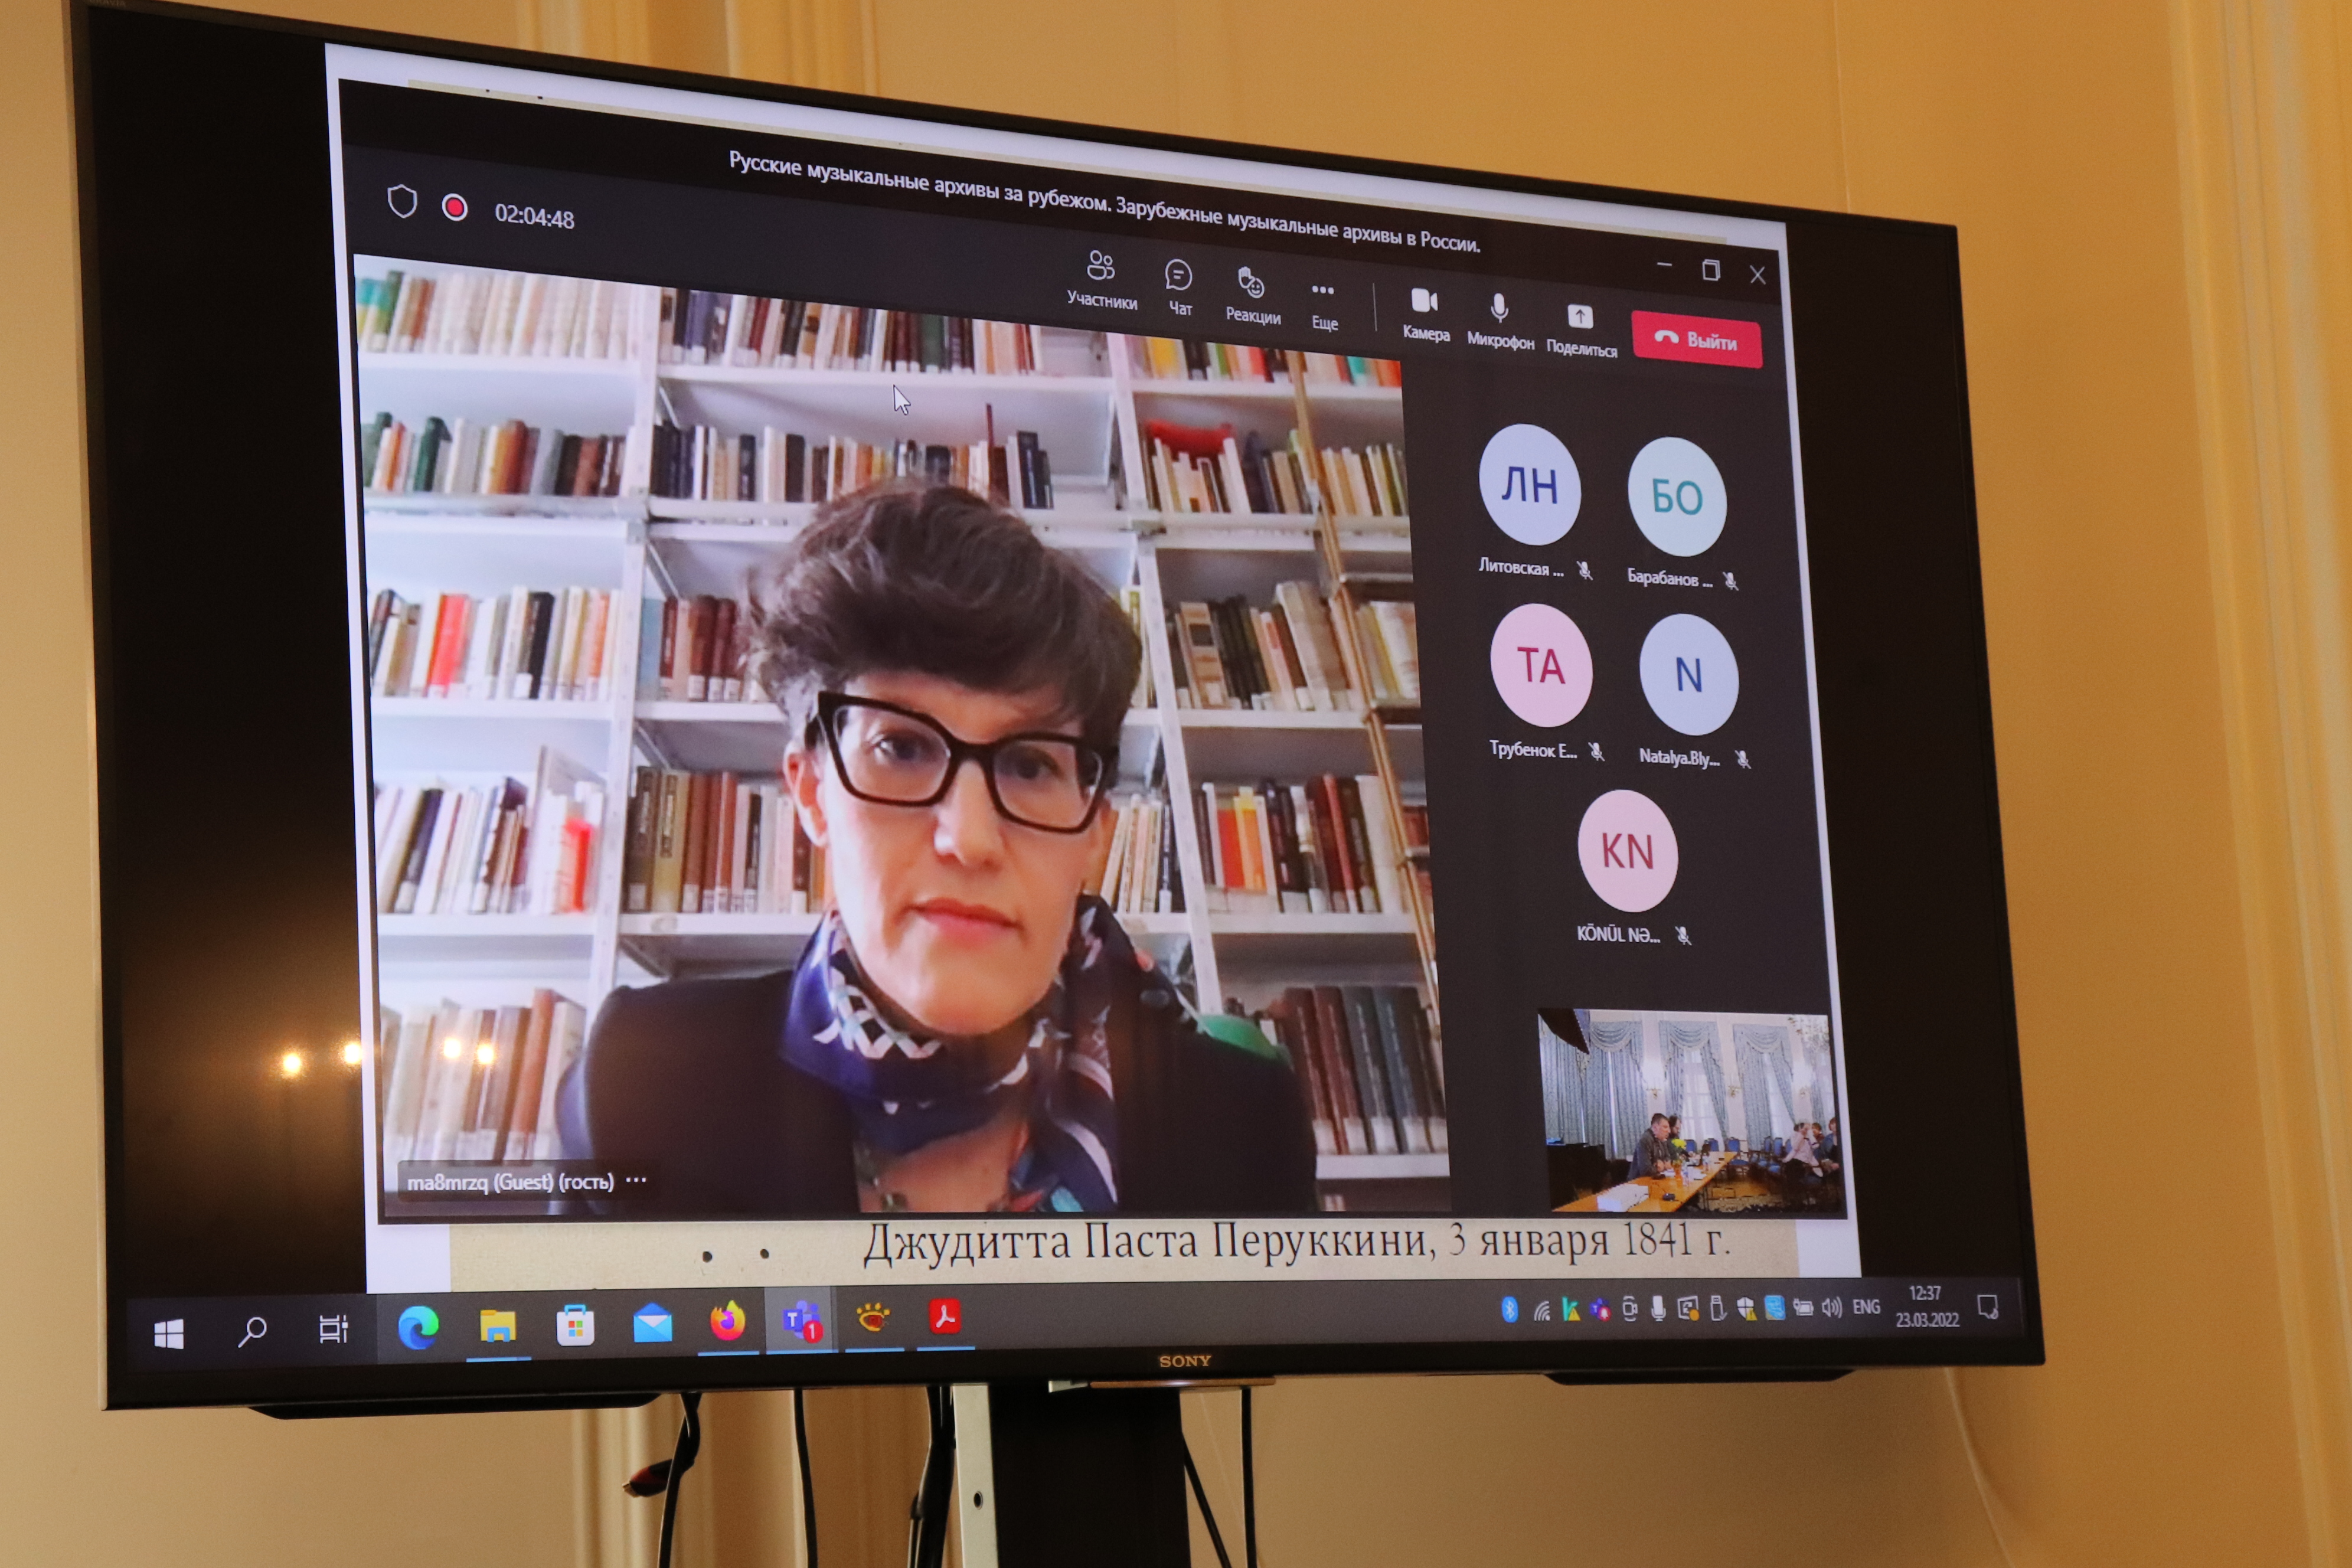 Русские музыкальные архивы за рубежом. Зарубежные музыкальные архивы в России.
02:04:48
Участники
Чат
Реакции
Еще
Камера
Микрофон
Поделиться
Выйти
ЛН
БО
Литовская ...
Барабанов ...
ТА
N
Трубенок Е...
Natalya.Bly...
KN
KÖNÜL NƏ...
ma8mrzq (Guest) (гость) ...
Джудитта Паста Перуккини, 3 января 1841 г.
1
ENG
12:37
23.03.2022
SONY